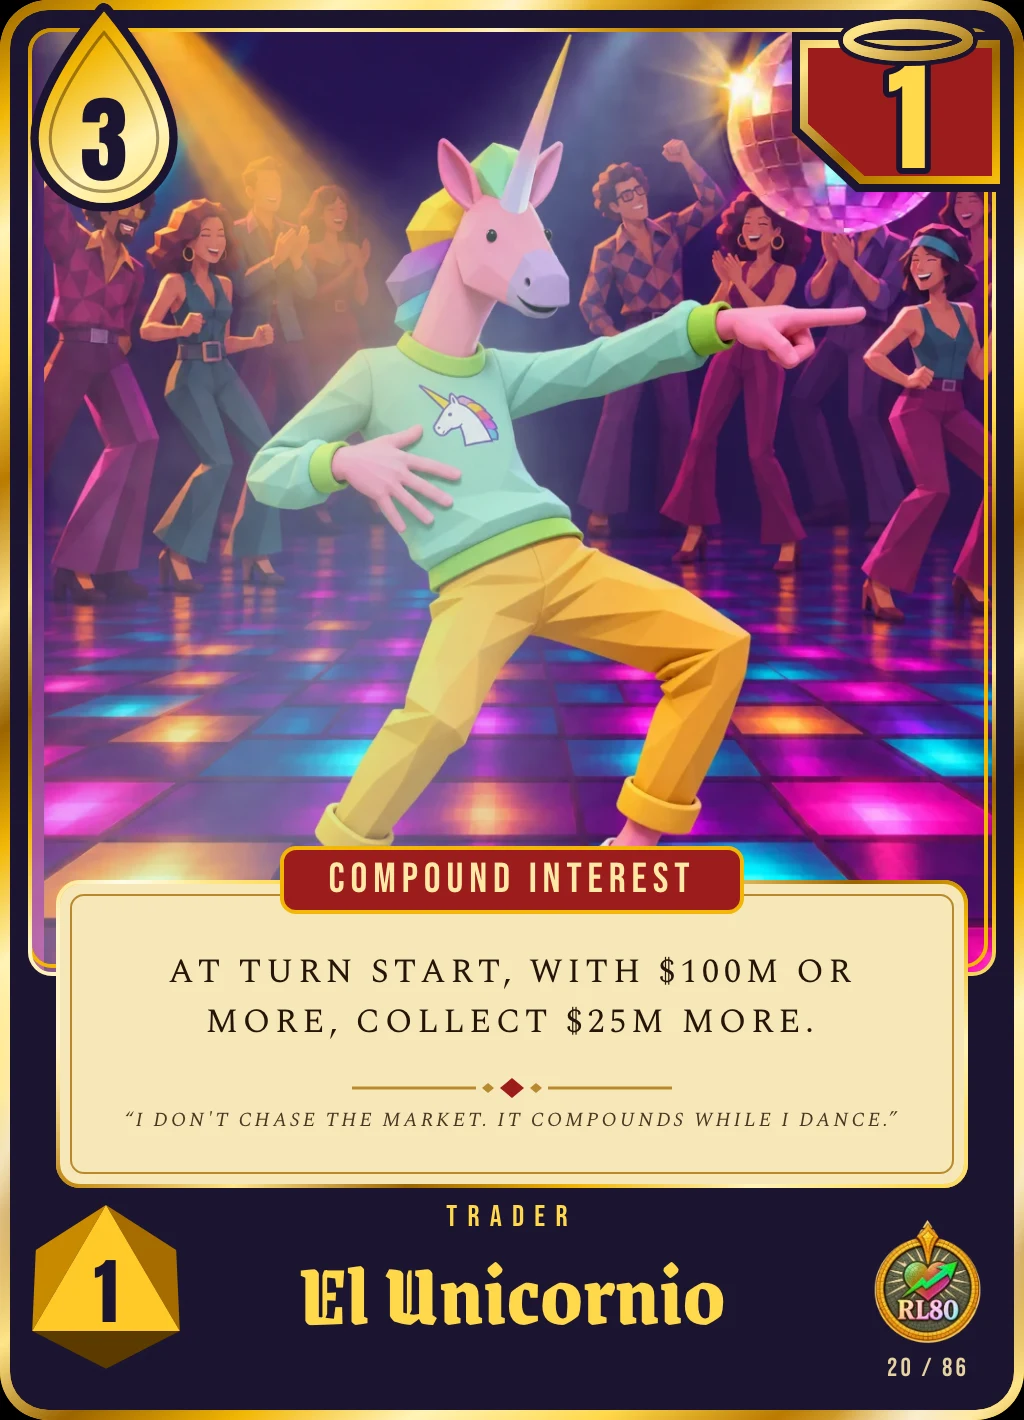 3
1
COMPOUND INTEREST
AT TURN START, WITH $100M OR
MORE, COLLECT $25M MORE.
“I DON'T CHASE THE MARKET. IT COMPOUNDS WHILE I DANCE.”
TRADER
1
El Unicornio
RL80
20 / 86